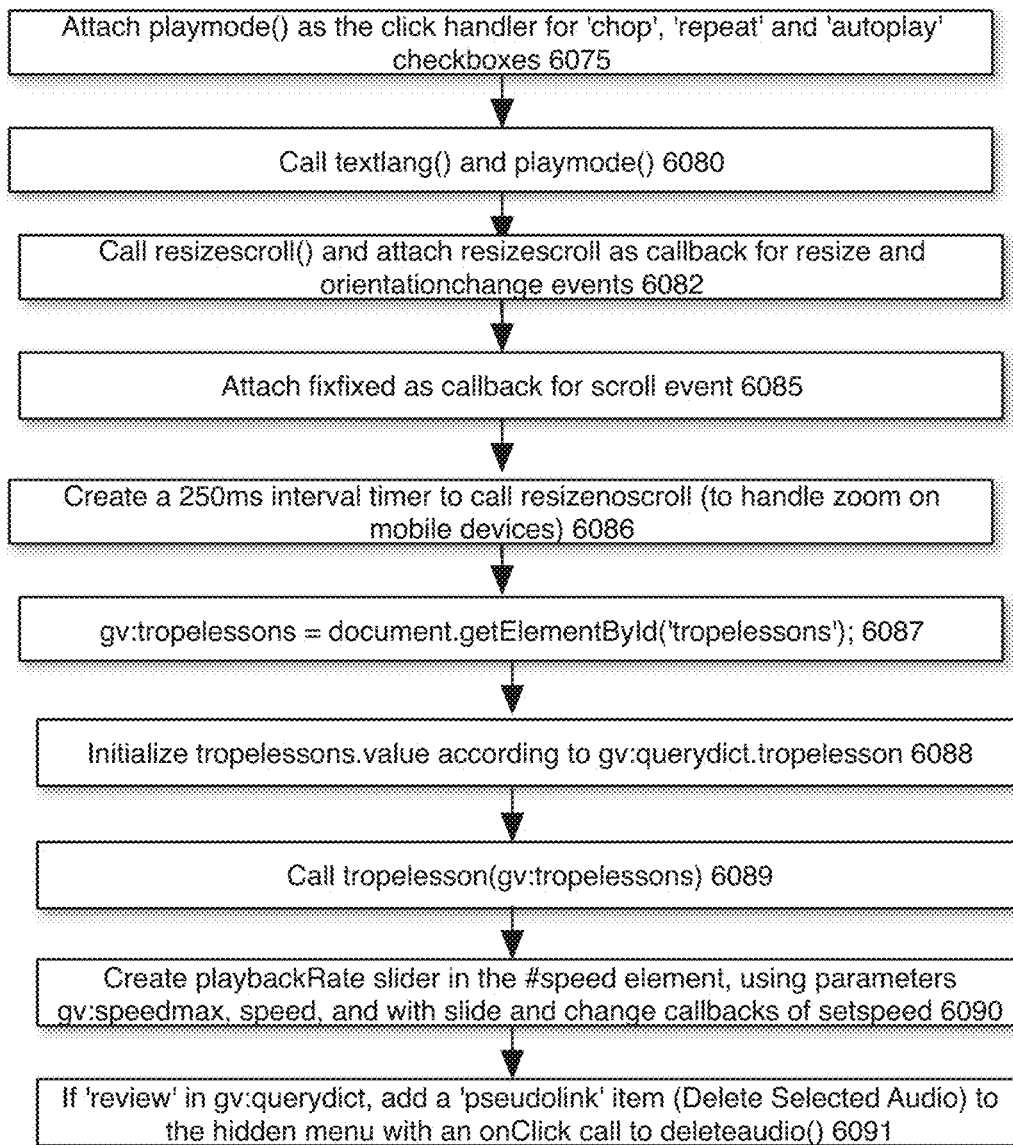 Attach playmode() as the click handler for 'chop', 'repeat' and 'autoplay'
checkboxes 6075
Call textlang() and playmode() 6080
Call resizescroll() and attach resizescroll as callback for resize and
orientationchange events 6082
Attach fixfixed as callback for scroll event 6085
Create a 250ms interval timer to call resizenoscroll (to handle zoom on
mobile devices) 6086
gv:tropelessons = document.getElementById('tropelessons'); 6087
Initialize tropelessons.value according to gv:querydict.tropelesson 6088
Call tropelesson(gv:tropelessons) 6089
Create playbackRate slider in the #speed element, using parameters
gv:speedmax, speed, and with slide and change callbacks of setspeed 6090
If 'review' in gv:querydict, add a 'pseudolink' item (Delete Selected Audio) to
the hidden menu with an onClick call to deleteaudio() 6091